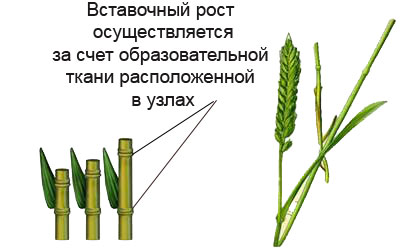 Вставочный рост
осуществляется
за счет образовательной
ткани расположенной
в узлах